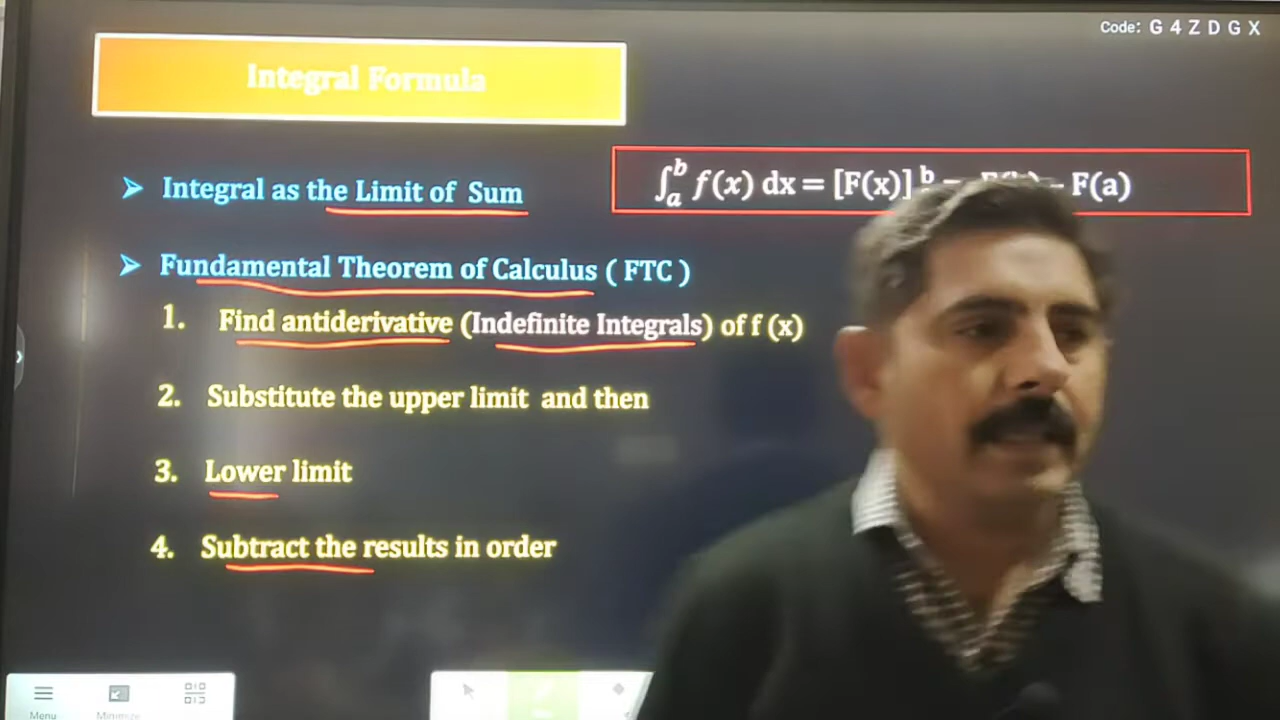 Code: G 4 Z D G X
Integral Formula
➢ Integral as the Limit of Sum
∫ₐᵇ f(x) dx = [F(x)] b = F(b) – F(a)
➢ Fundamental Theorem of Calculus ( FTC )
1. Find antiderivative (Indefinite Integrals) of f (x)
2. Substitute the upper limit and then
3. Lower limit
4. Subtract the results in order
Menu
Minimize